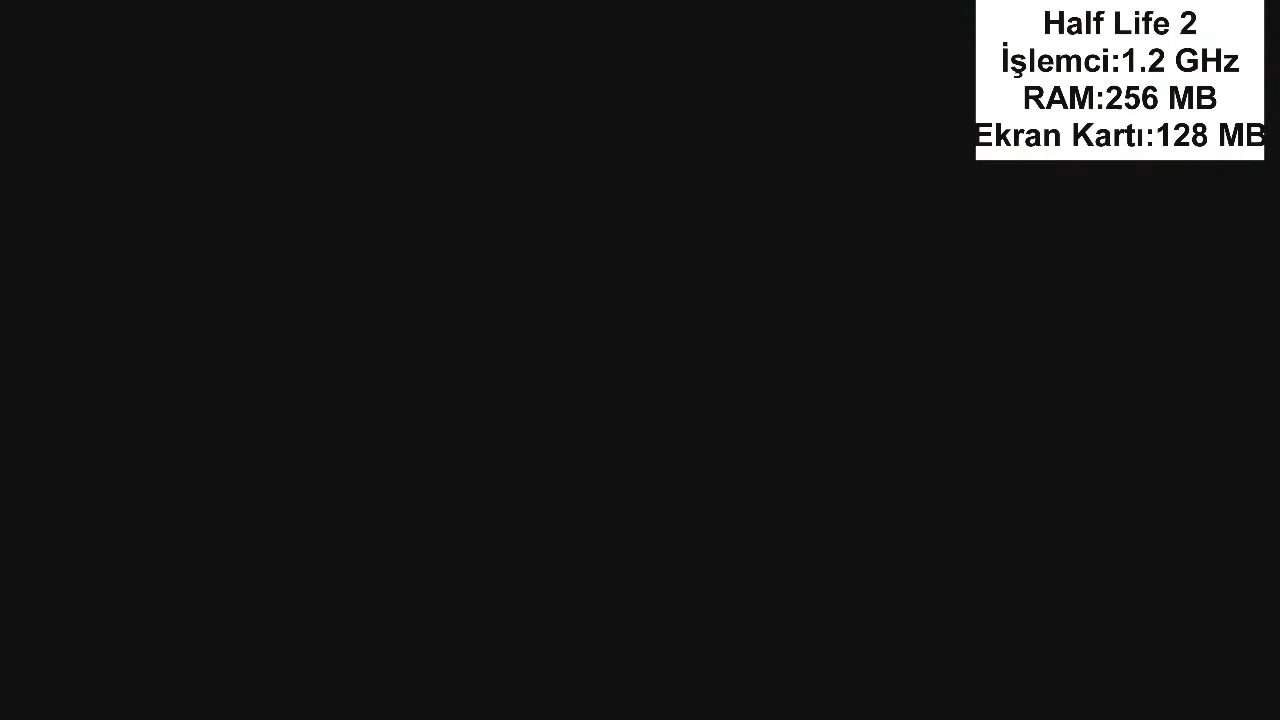 Half Life 2
İşlemci:1.2 GHz
RAM:256 MB
Ekran Kartı:128 MB